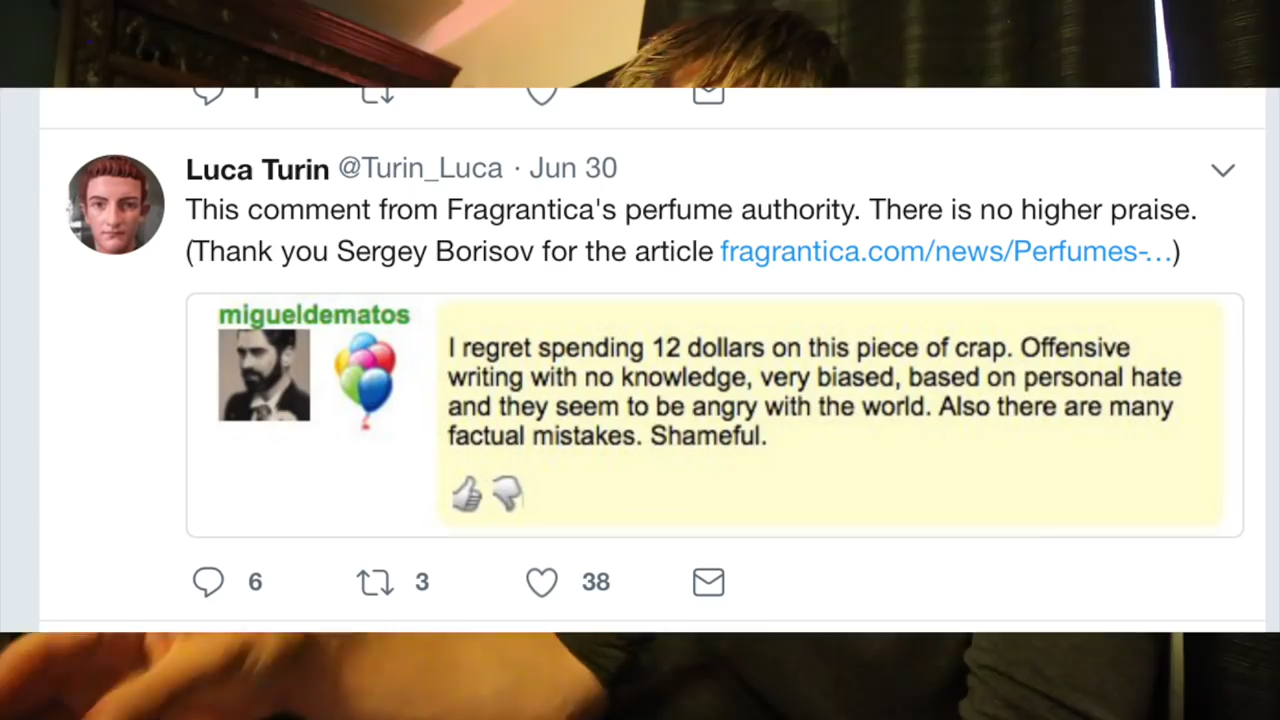 Luca Turin @Turin_Luca · Jun 30
This comment from Fragrantica's perfume authority. There is no higher praise.
(Thank you Sergey Borisov for the article fragrantica.com/news/Perfumes-…)
migueldematos
I regret spending 12 dollars on this piece of crap. Offensive
writing with no knowledge, very biased, based on personal hate
and they seem to be angry with the world. Also there are many
factual mistakes. Shameful.
6 3 38